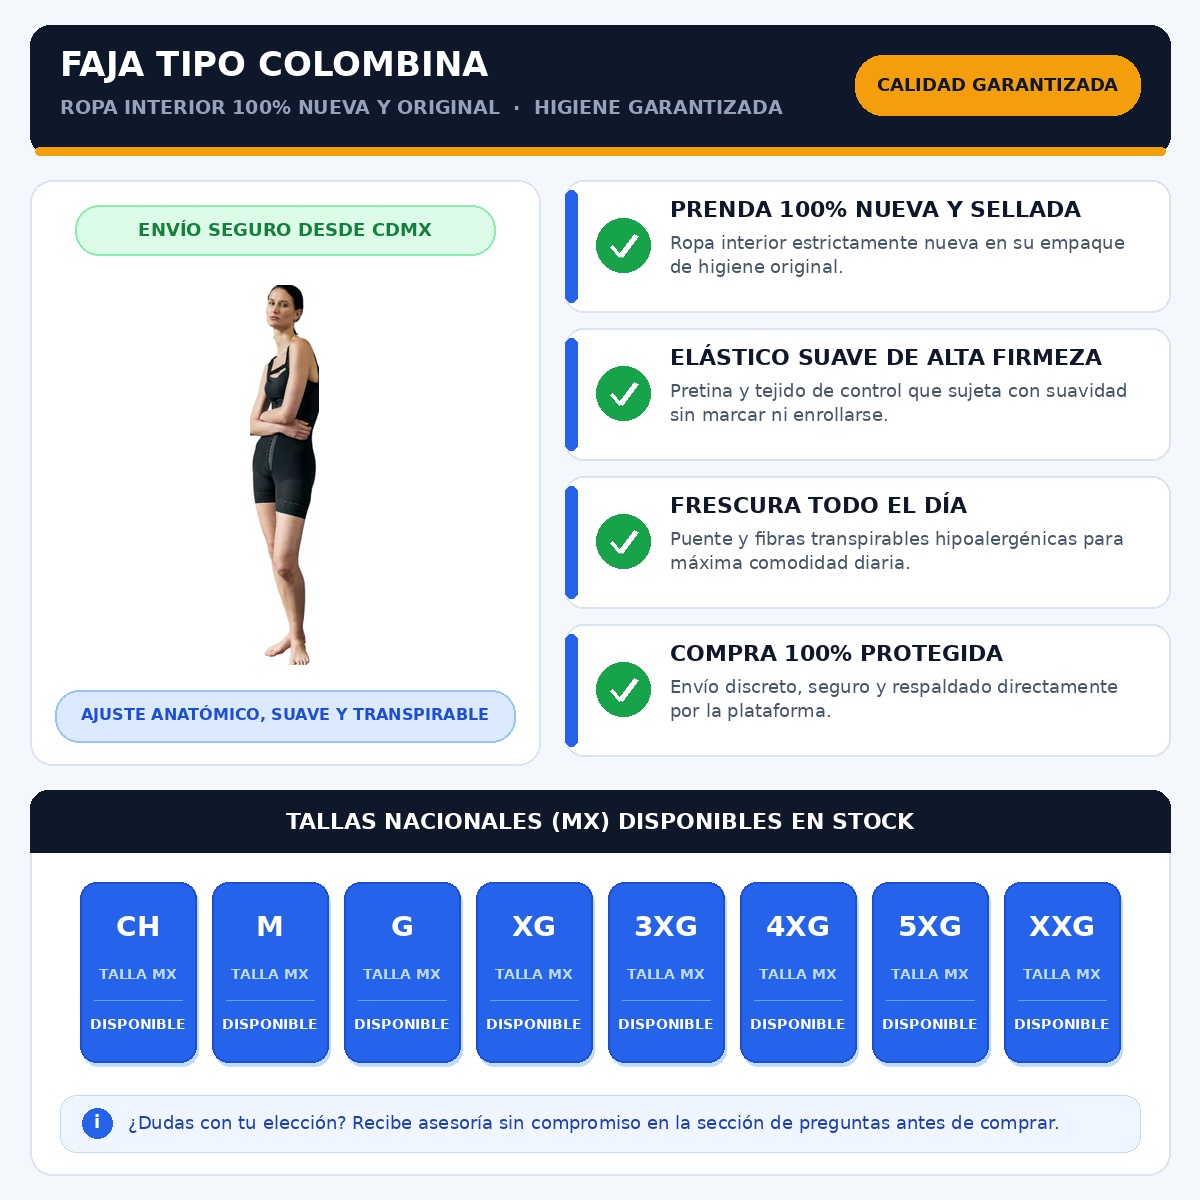 FAJA TIPO COLOMBINA
ROPA INTERIOR 100% NUEVA Y ORIGINAL · HIGIENE GARANTIZADA
CALIDAD GARANTIZADA
ENVÍO SEGURO DESDE CDMX
AJUSTE ANATÓMICO, SUAVE Y TRANSPIRABLE
PRENDA 100% NUEVA Y SELLADA
Ropa interior estrictamente nueva en su empaque
de higiene original.
ELÁSTICO SUAVE DE ALTA FIRMEZA
Pretina y tejido de control que sujeta con suavidad
sin marcar ni enrollarse.
FRESCURA TODO EL DÍA
Puente y fibras transpirables hipoalergénicas para
máxima comodidad diaria.
COMPRA 100% PROTEGIDA
Envío discreto, seguro y respaldado directamente
por la plataforma.
TALLAS NACIONALES (MX) DISPONIBLES EN STOCK
CH M G XG 3XG 4XG 5XG XXG
TALLA MX TALLA MX TALLA MX TALLA MX TALLA MX TALLA MX TALLA MX TALLA MX
DISPONIBLE DISPONIBLE DISPONIBLE DISPONIBLE DISPONIBLE DISPONIBLE DISPONIBLE DISPONIBLE
i ¿Dudas con tu elección? Recibe asesoría sin compromiso en la sección de preguntas antes de comprar.